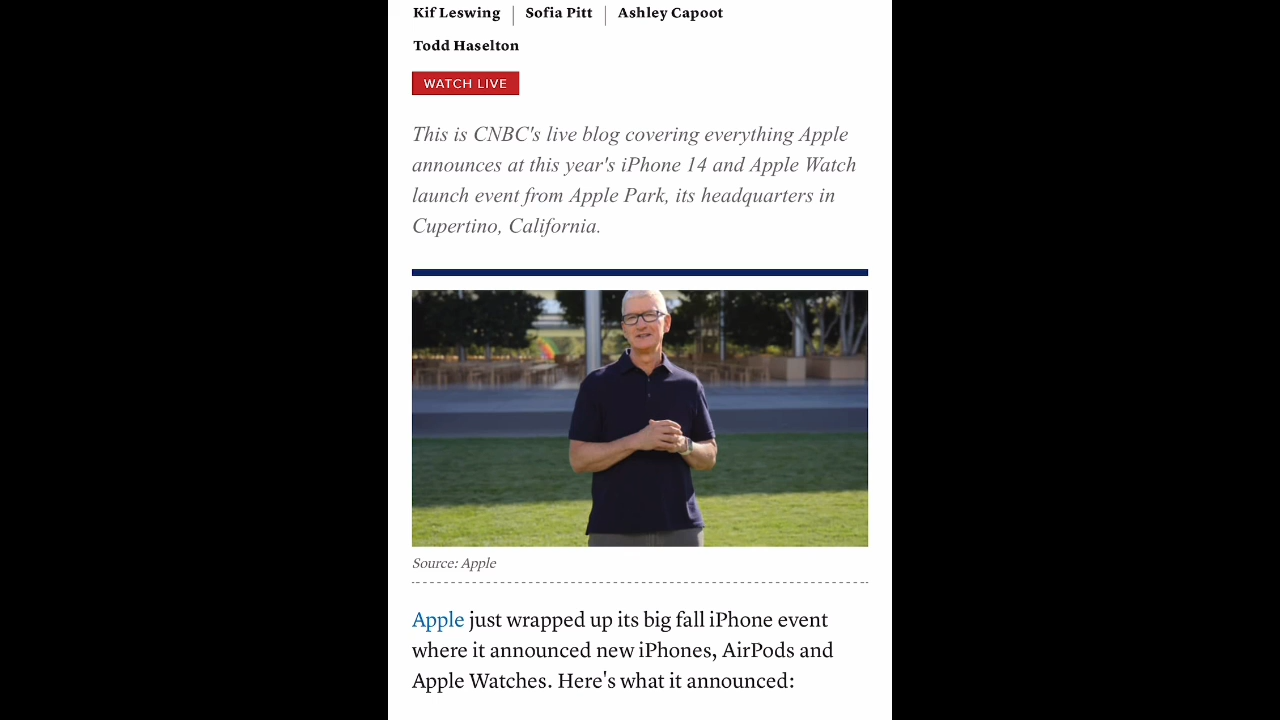 Kif Leswing | Sofia Pitt | Ashley Capoot
Todd Haselton
WATCH LIVE
This is CNBC's live blog covering everything Apple
announces at this year's iPhone 14 and Apple Watch
launch event from Apple Park, its headquarters in
Cupertino, California.
Source: Apple
Apple just wrapped up its big fall iPhone event
where it announced new iPhones, AirPods and
Apple Watches. Here's what it announced: